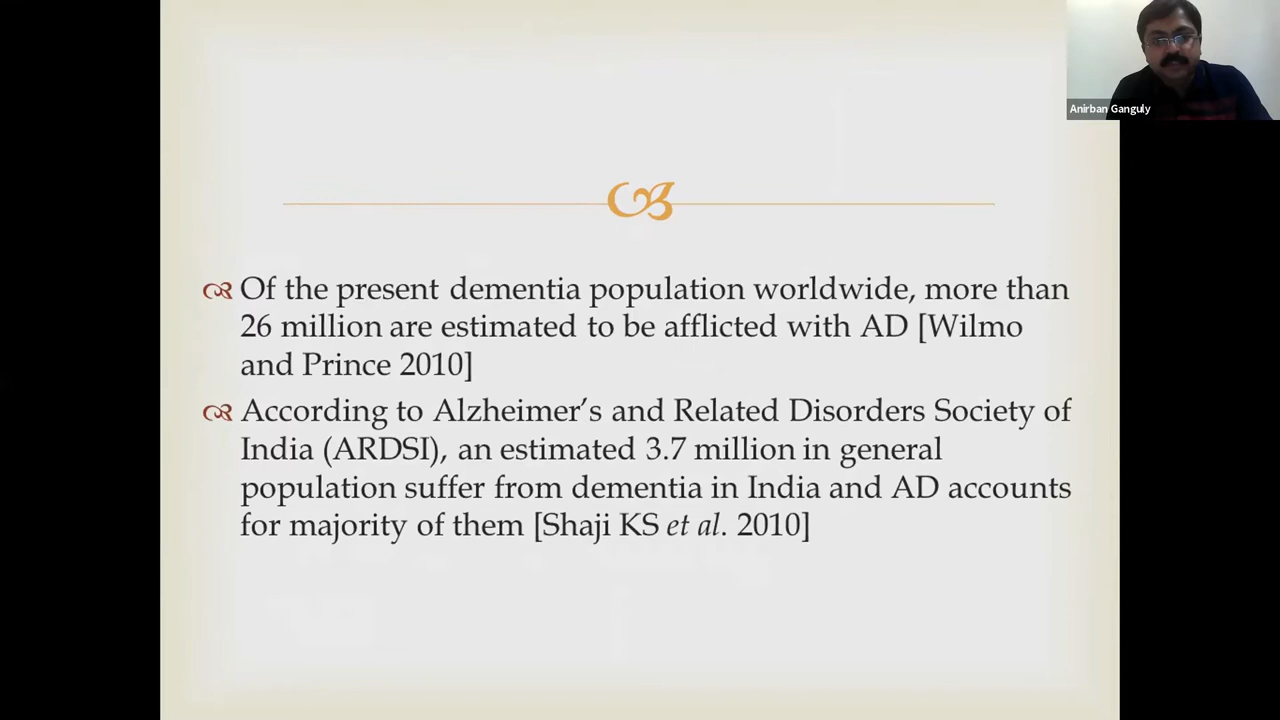 Anirban Ganguly
Of the present dementia population worldwide, more than
26 million are estimated to be afflicted with AD [Wilmo
and Prince 2010]
According to Alzheimer’s and Related Disorders Society of
India (ARDSI), an estimated 3.7 million in general
population suffer from dementia in India and AD accounts
for majority of them [Shaji KS et al. 2010]